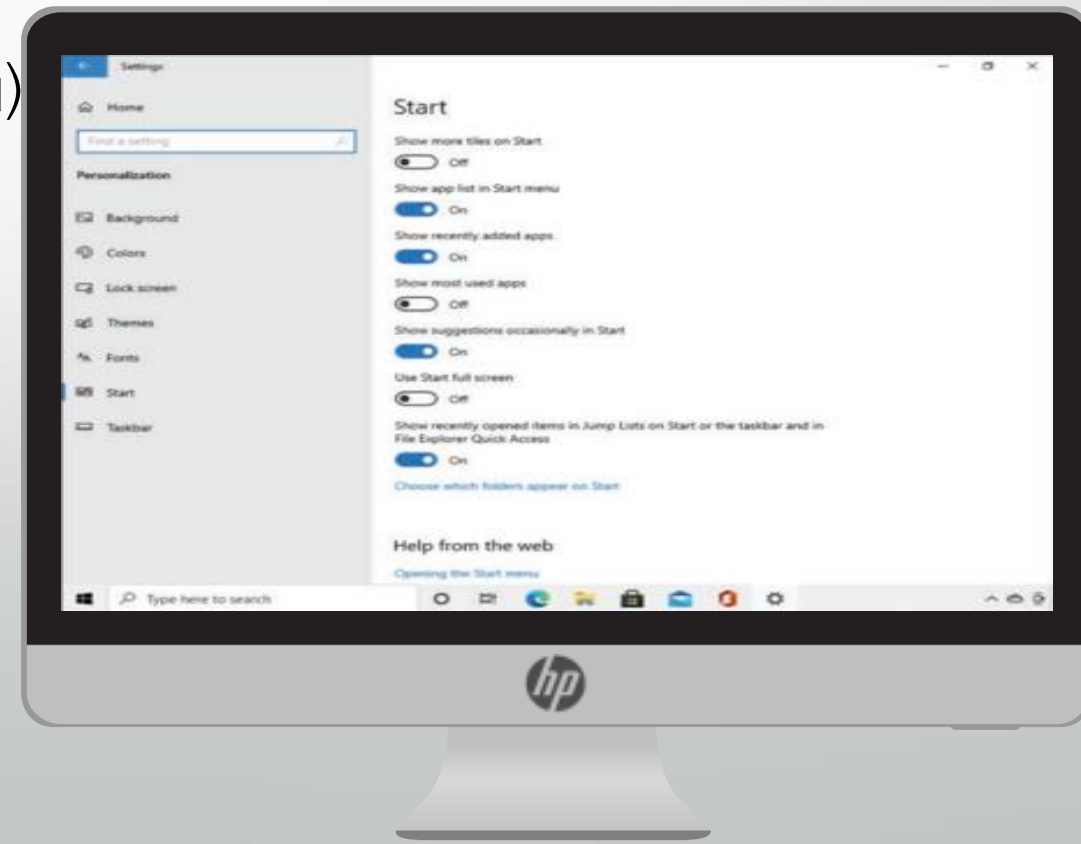 Settings
Home
Find a setting
Personalization
Background
Colors
Lock screen
Themes
Fonts
Start
Taskbar
Start
Show more tiles on Start
Off
Show app list in Start menu
On
Show recently added apps
On
Show most used apps
Off
Show suggestions occasionally in Start
On
Use Start full screen
Off
Show recently opened items in Jump Lists on Start or the taskbar and in
File Explorer Quick Access
On
Choose which folders appear on Start
Help from the web
Opening the Start menu
Type here to search
hp